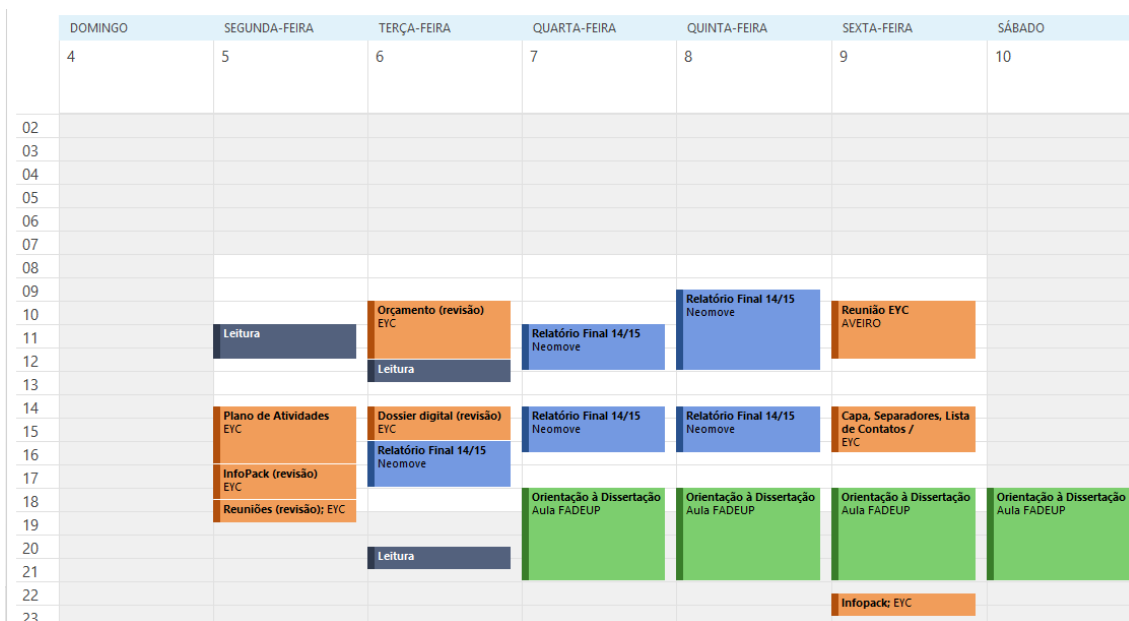 DOMINGO SEGUNDA-FEIRA TERÇA-FEIRA QUARTA-FEIRA QUINTA-FEIRA SEXTA-FEIRA SÁBADO
4 5 6 7 8 9 10
02
03
04
05
06
07
08
09
10
11
12
13
14
15
16
17
18
19
20
21
22
23
Leitura
Plano de Atividades
EYC
InfoPack (revisão)
EYC
Reuniões (revisão); EYC
Orçamento (revisão)
EYC
Leitura
Dossier digital (revisão)
EYC
Relatório Final 14/15
Neomove
Leitura
Relatório Final 14/15
Neomove
Relatório Final 14/15
Neomove
Orientação à Dissertação
Aula FADEUP
Relatório Final 14/15
Neomove
Relatório Final 14/15
Neomove
Orientação à Dissertação
Aula FADEUP
Reunião EYC
AVEIRO
Capa, Separadores, Lista
de Contatos /
EYC
Orientação à Dissertação
Aula FADEUP
Infopack; EYC
Orientação à Dissertação
Aula FADEUP